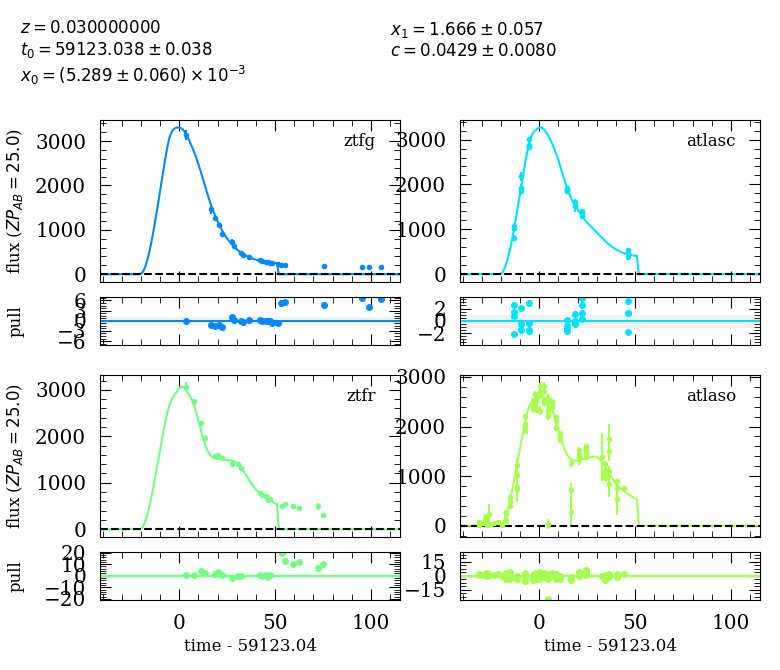 z = 0.030000000
t₀ = 59123.038 ± 0.038
x₀ = (5.289 ± 0.060) × 10⁻³
x₁ = 1.666 ± 0.057
c = 0.0429 ± 0.0080
ztfg
3000
2000
1000
0
flux (ZP_AB = 25.0)
atlasc
3000
2000
1000
0
6
3
0
−3
−6
pull
2
0
−2
ztfr
3000
2000
1000
0
flux (ZP_AB = 25.0)
atlaso
3000
2000
1000
0
20
10
0
−10
−20
pull
15
0
−15
0 50 100
time - 59123.04
0 50 100
time - 59123.04